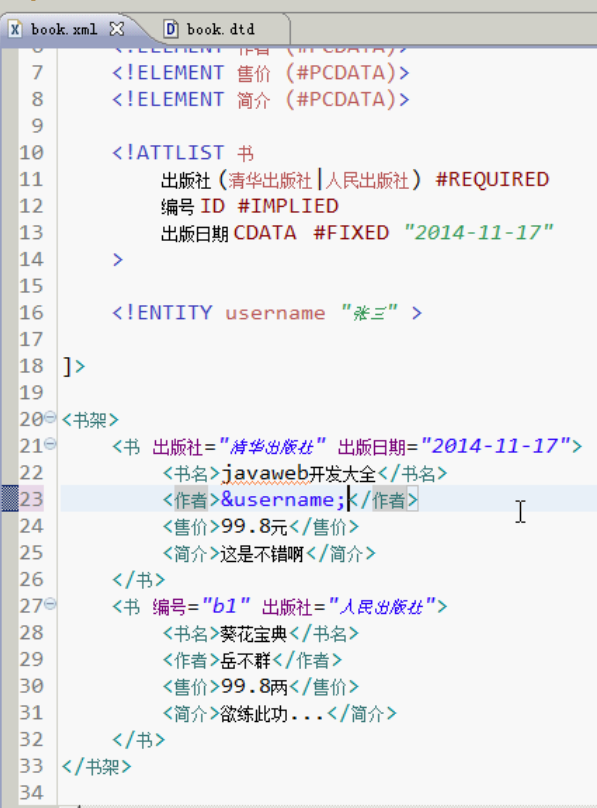 book.xml book.dtd
6 <!ELEMENT 作者 (#PCDATA)>
7 <!ELEMENT 售价 (#PCDATA)>
8 <!ELEMENT 简介 (#PCDATA)>
9
10 <!ATTLIST 书
11 出版社 (清华出版社|人民出版社) #REQUIRED
12 编号 ID #IMPLIED
13 出版日期 CDATA #FIXED "2014-11-17"
14 >
15
16 <!ENTITY username "张三" >
17
18 ]>
19
20 <书架>
21 <书 出版社="清华出版社" 出版日期="2014-11-17">
22 <书名>javaweb开发大全</书名>
23 <作者>&username;</作者>
24 <售价>99.8元</售价>
25 <简介>这是不错啊</简介>
26 </书>
27 <书 编号="b1" 出版社="人民出版社">
28 <书名>葵花宝典</书名>
29 <作者>岳不群</作者>
30 <售价>99.8两</售价>
31 <简介>欲练此功...</简介>
32 </书>
33 </书架>
34